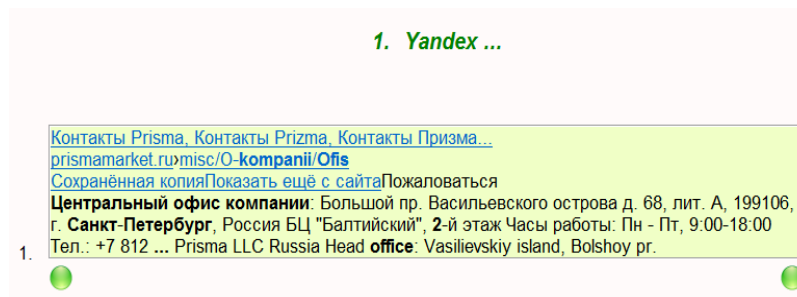 1. Yandex ...
Контакты Prisma, Контакты Prizma, Контакты Призма...
prismamarket.ru›misc/O-kompanii/Ofis
Сохранённая копияПоказать ещё с сайтаПожаловаться
Центральный офис компании: Большой пр. Васильевского острова д. 68, лит. А, 199106,
г. Санкт-Петербург, Россия БЦ "Балтийский", 2-й этаж Часы работы: Пн - Пт, 9:00-18:00
1. Тел.: +7 812 ... Prisma LLC Russia Head office: Vasilievskiy island, Bolshoy pr.